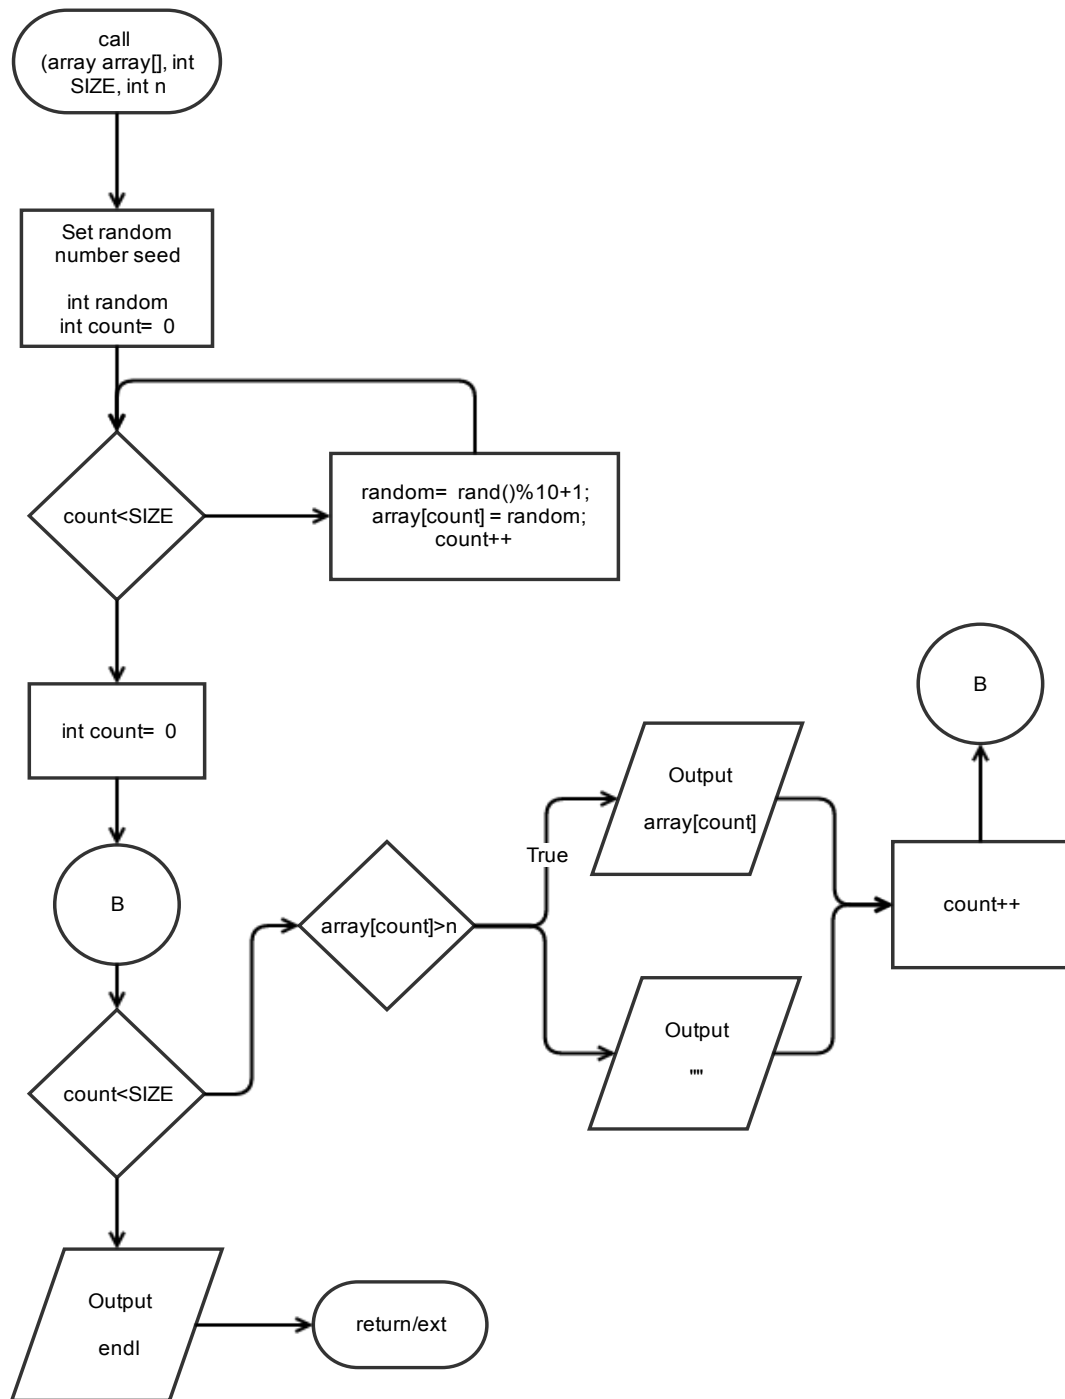 call
(array array[], int
SIZE, int n
Set random
number seed
int random
int count= 0
count<SIZE
random= rand()%10+1;
array[count] = random;
count++
int count= 0
B
count<SIZE
array[count]>n
True
Output
array[count]
Output
""
count++
B
Output
endl
return/ext